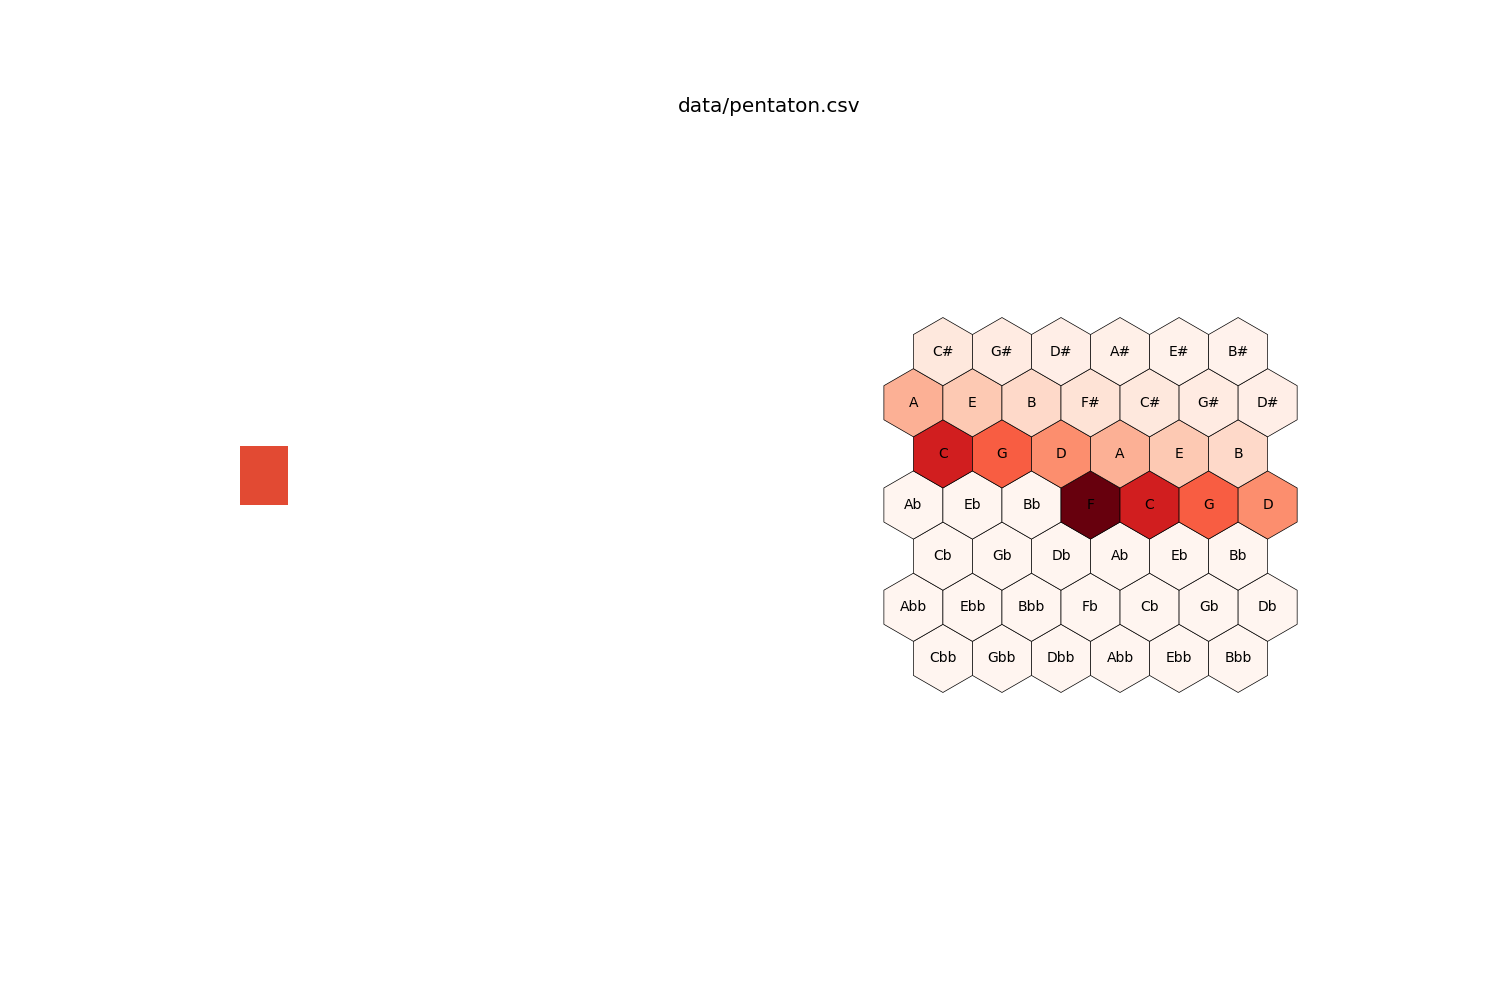 data/pentaton.csv
C# G# D# A# E# B#
A E B F# C# G# D#
C G D A E B
Ab Eb Bb F C G D
Cb Gb Db Ab Eb Bb
Abb Ebb Bbb Fb Cb Gb Db
Cbb Gbb Dbb Abb Ebb Bbb